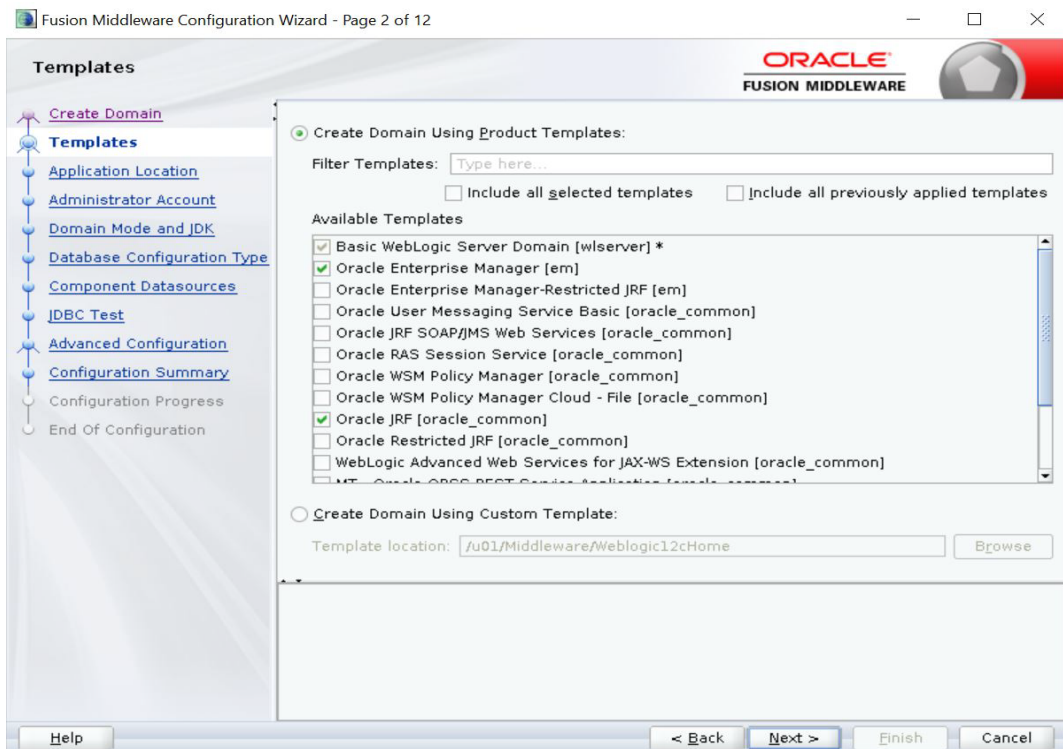 Fusion Middleware Configuration Wizard - Page 2 of 12
Templates
ORACLE
FUSION MIDDLEWARE
Create Domain
Templates
Application Location
Administrator Account
Domain Mode and JDK
Database Configuration Type
Component Datasources
JDBC Test
Advanced Configuration
Configuration Summary
Configuration Progress
End Of Configuration
Create Domain Using Product Templates:
Filter Templates: Type here...
Include all selected templates Include all previously applied templates
Available Templates
Basic WebLogic Server Domain [wlserver] *
Oracle Enterprise Manager [em]
Oracle Enterprise Manager-Restricted JRF [em]
Oracle User Messaging Service Basic [oracle_common]
Oracle JRF SOAP/JMS Web Services [oracle_common]
Oracle RAS Session Service [oracle_common]
Oracle WSM Policy Manager [oracle_common]
Oracle WSM Policy Manager Cloud - File [oracle_common]
Oracle JRF [oracle_common]
Oracle Restricted JRF [oracle_common]
WebLogic Advanced Web Services for JAX-WS Extension [oracle_common]
MT - Oracle OPSS REST Service Application [oracle_common]
Create Domain Using Custom Template:
Template location: /u01/Middleware/Weblogic12cHome Browse
Help < Back Next > Finish Cancel